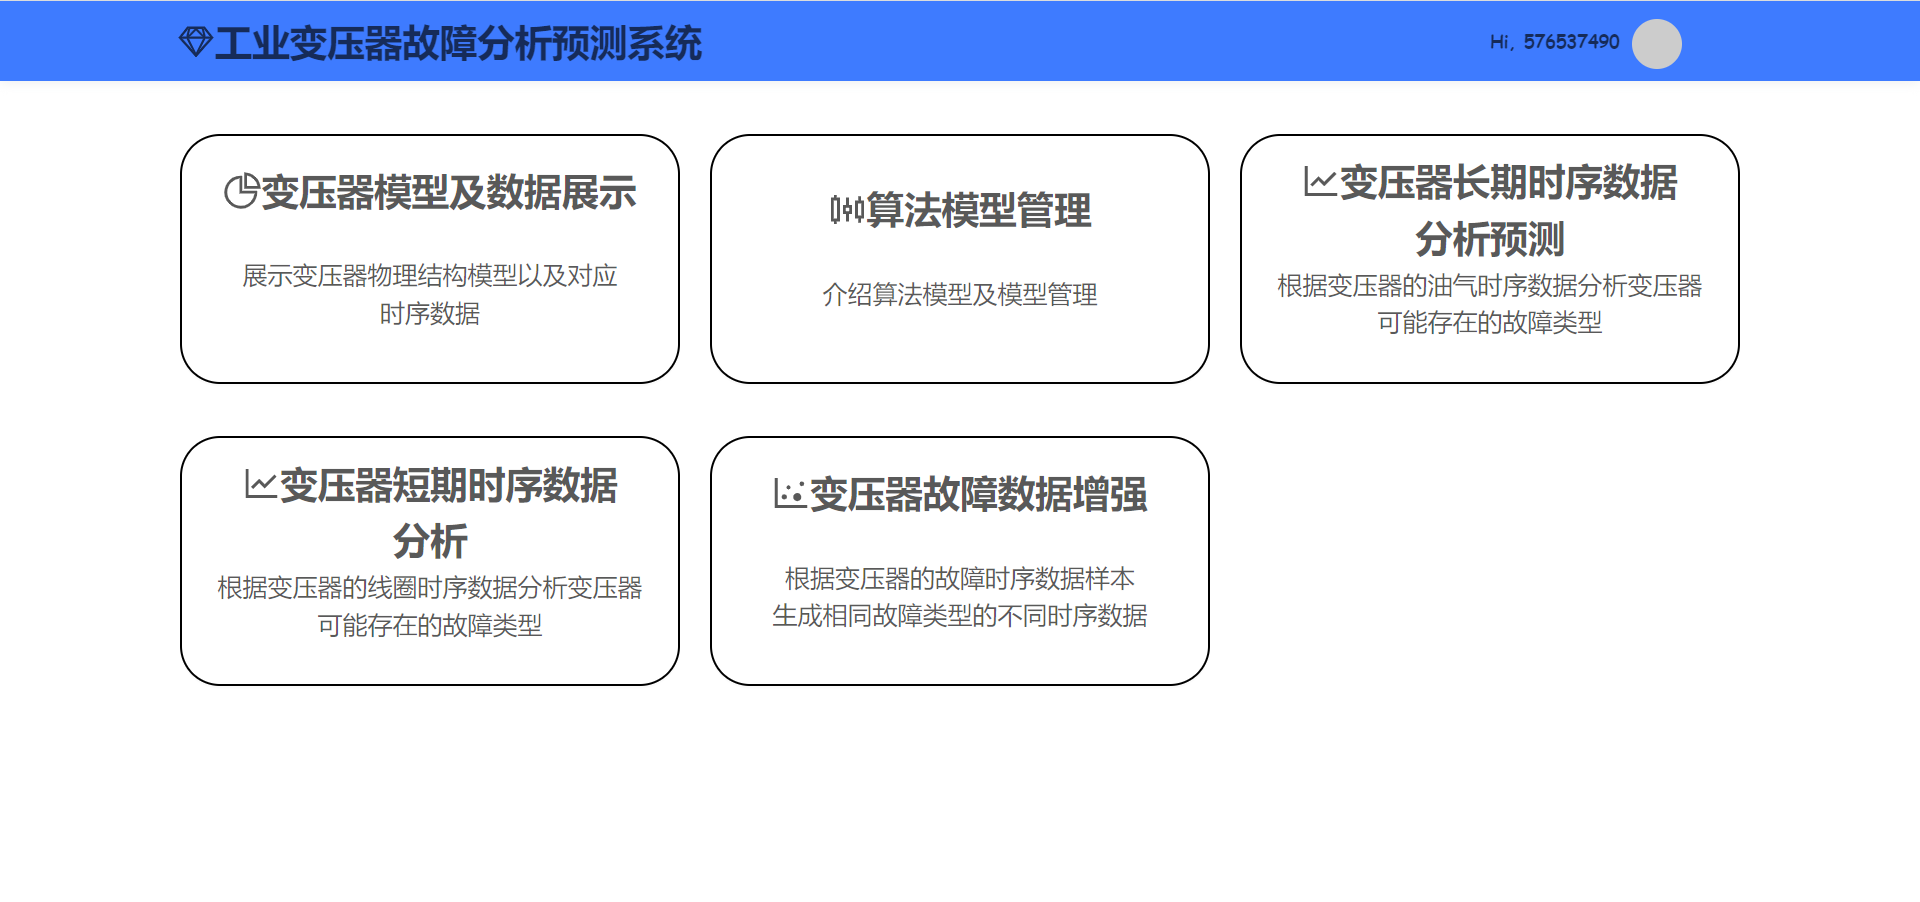 工业变压器故障分析预测系统
Hi, 576537490
变压器模型及数据展示
展示变压器物理结构模型以及对应
时序数据
算法模型管理
介绍算法模型及模型管理
变压器长期时序数据
分析预测
根据变压器的油气时序数据分析变压器
可能存在的故障类型
变压器短期时序数据
分析
根据变压器的线圈时序数据分析变压器
可能存在的故障类型
变压器故障数据增强
根据变压器的故障时序数据样本
生成相同故障类型的不同时序数据